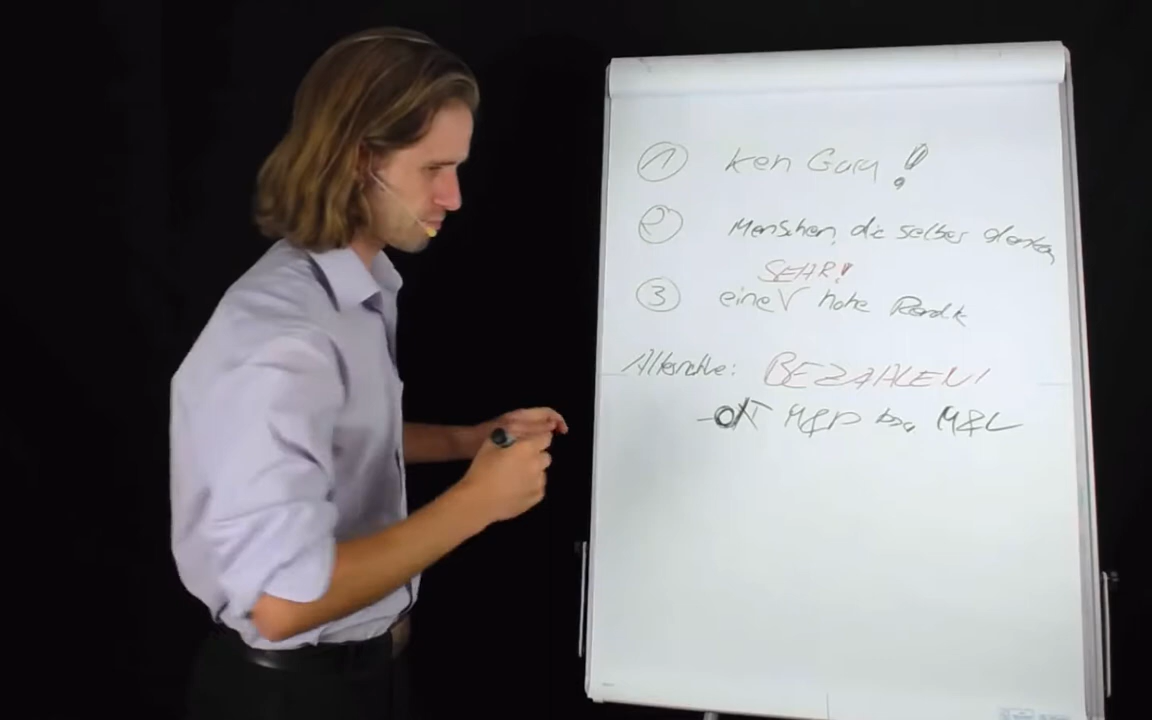 ① Kein Guru!
② Menschen, die selber denken
SEHR!
③ eine V hohe Rendite
Alternative: BEZAHLEN!
M&D bzw. M&L